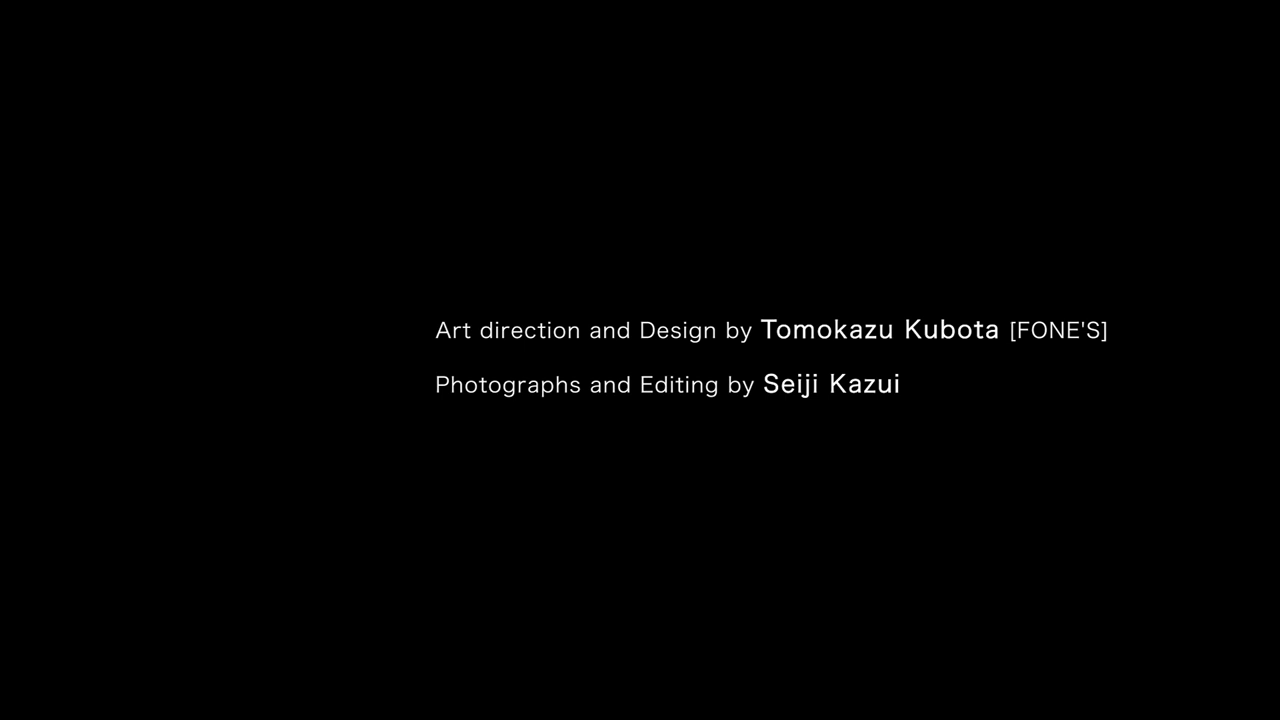 Art direction and Design by Tomokazu Kubota [FONE'S]
Photographs and Editing by Seiji Kazui